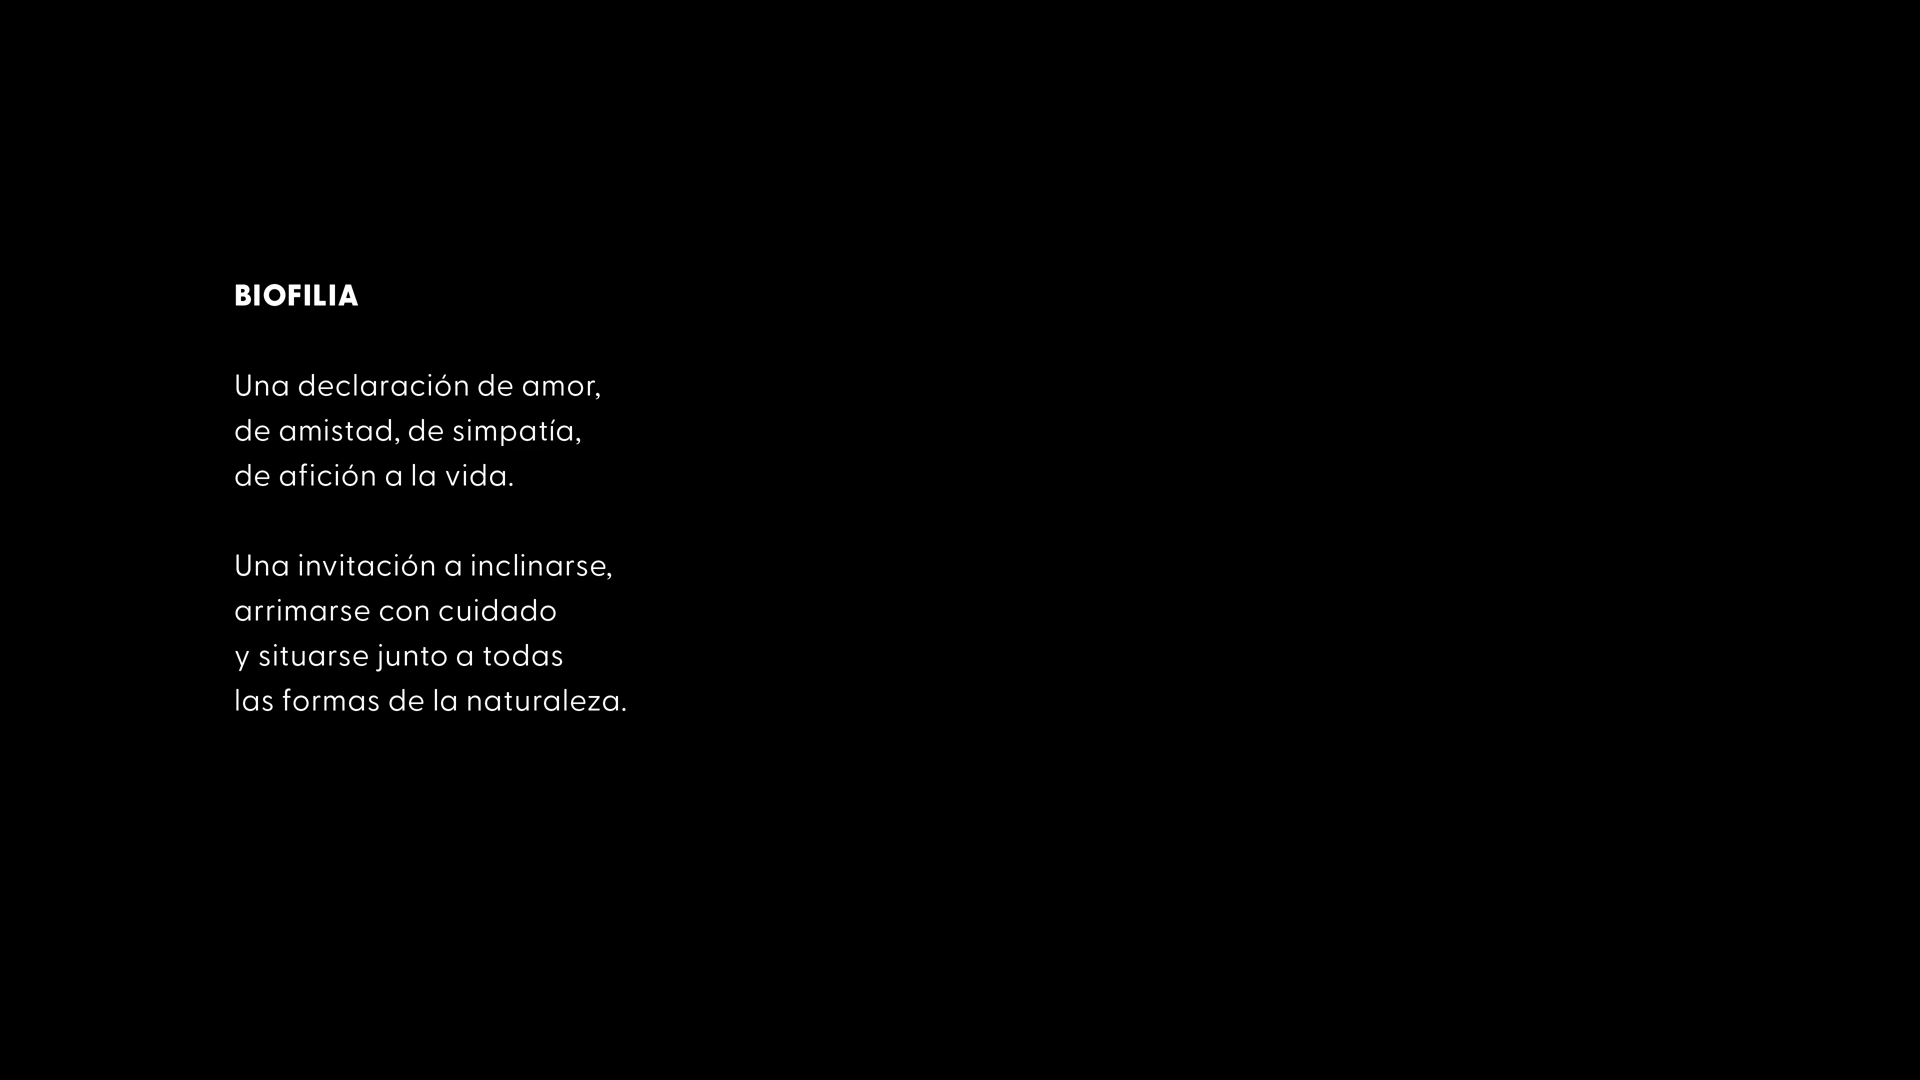 BIOFILIA
Una declaración de amor,
de amistad, de simpatía,
de afición a la vida.
Una invitación a inclinarse,
arrimarse con cuidado
y situarse junto a todas
las formas de la naturaleza.